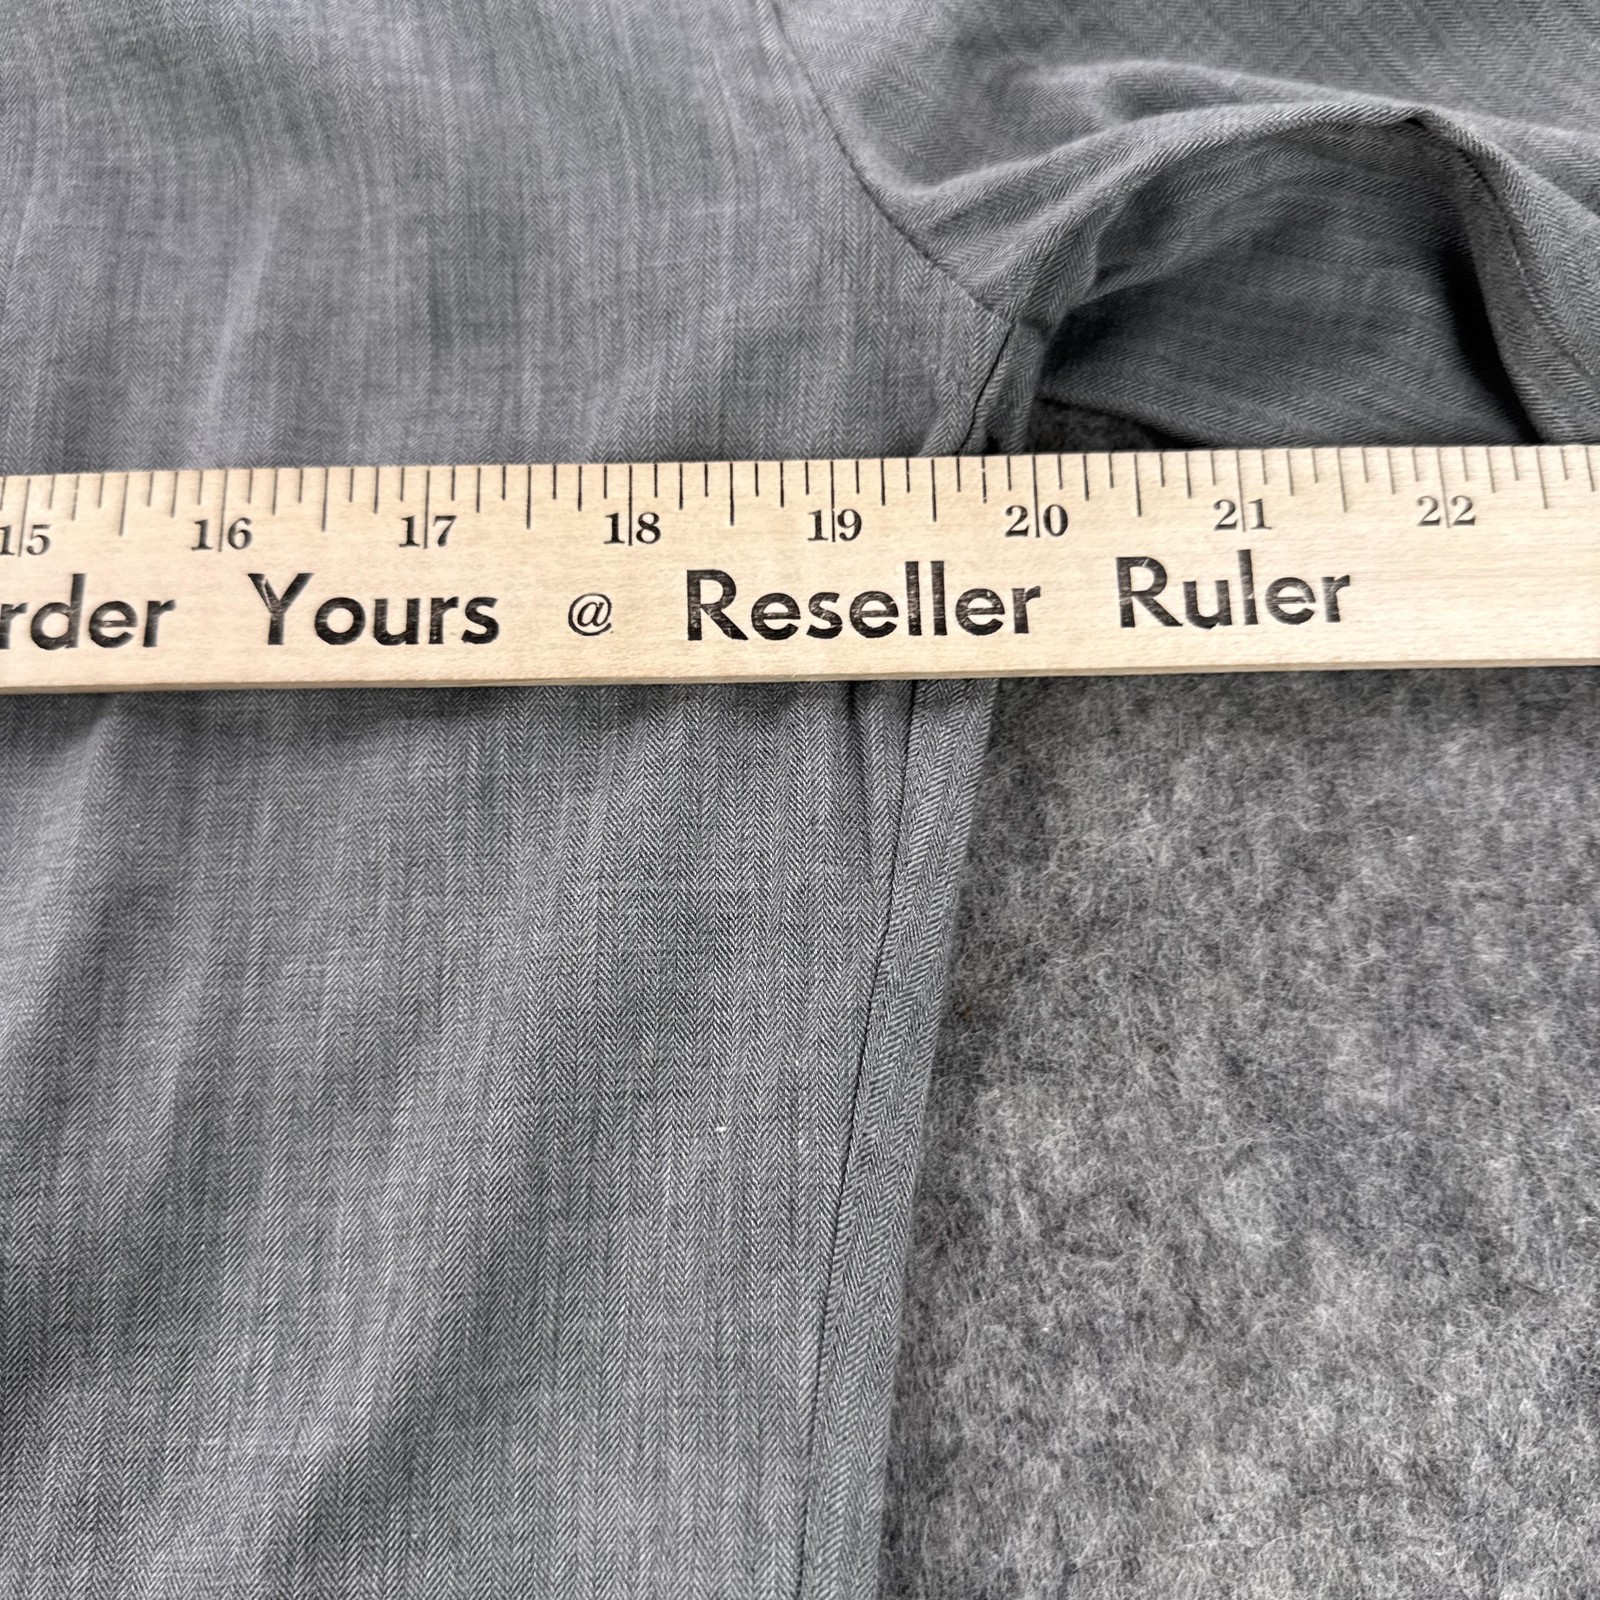 15 16 17 18 19 20 21 22
rder Yours @ Reseller Ruler